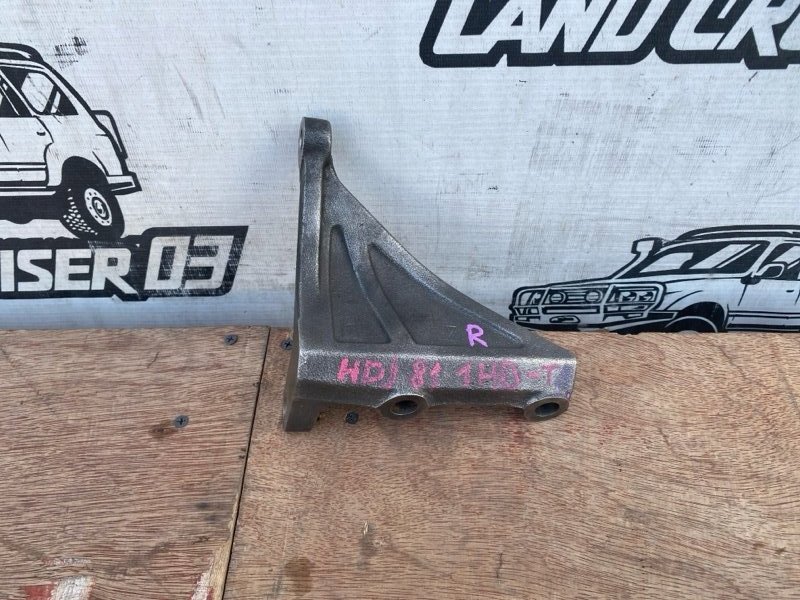 LAND CR
ISER 03
R
HDJ 81 1HD-T